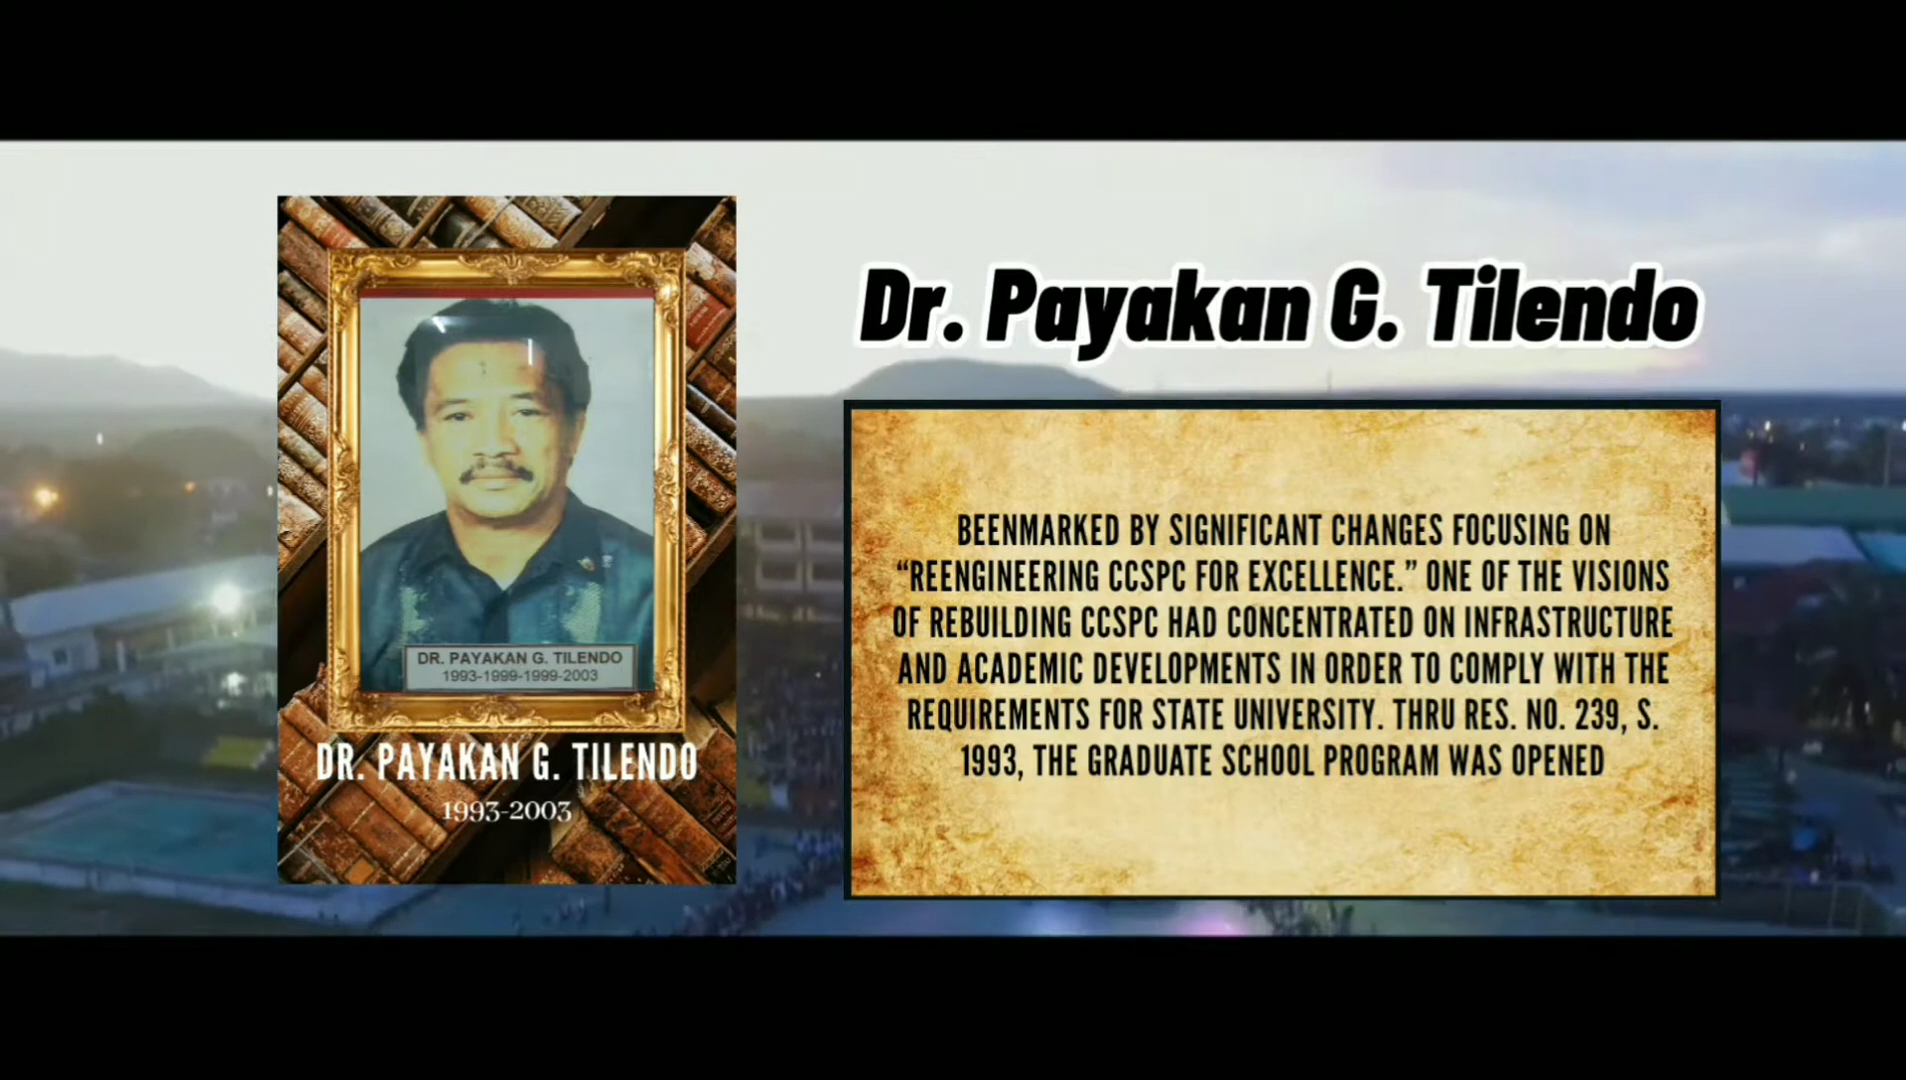 DR. PAYAKAN G. TILENDO
1993-1999-1999-2003
DR. PAYAKAN G. TILENDO
1993-2003
Dr. Payakan G. Tilendo
BEENMARKED BY SIGNIFICANT CHANGES FOCUSING ON
“REENGINEERING CCSPC FOR EXCELLENCE.” ONE OF THE VISIONS
OF REBUILDING CCSPC HAD CONCENTRATED ON INFRASTRUCTURE
AND ACADEMIC DEVELOPMENTS IN ORDER TO COMPLY WITH THE
REQUIREMENTS FOR STATE UNIVERSITY. THRU RES. NO. 239, S.
1993, THE GRADUATE SCHOOL PROGRAM WAS OPENED